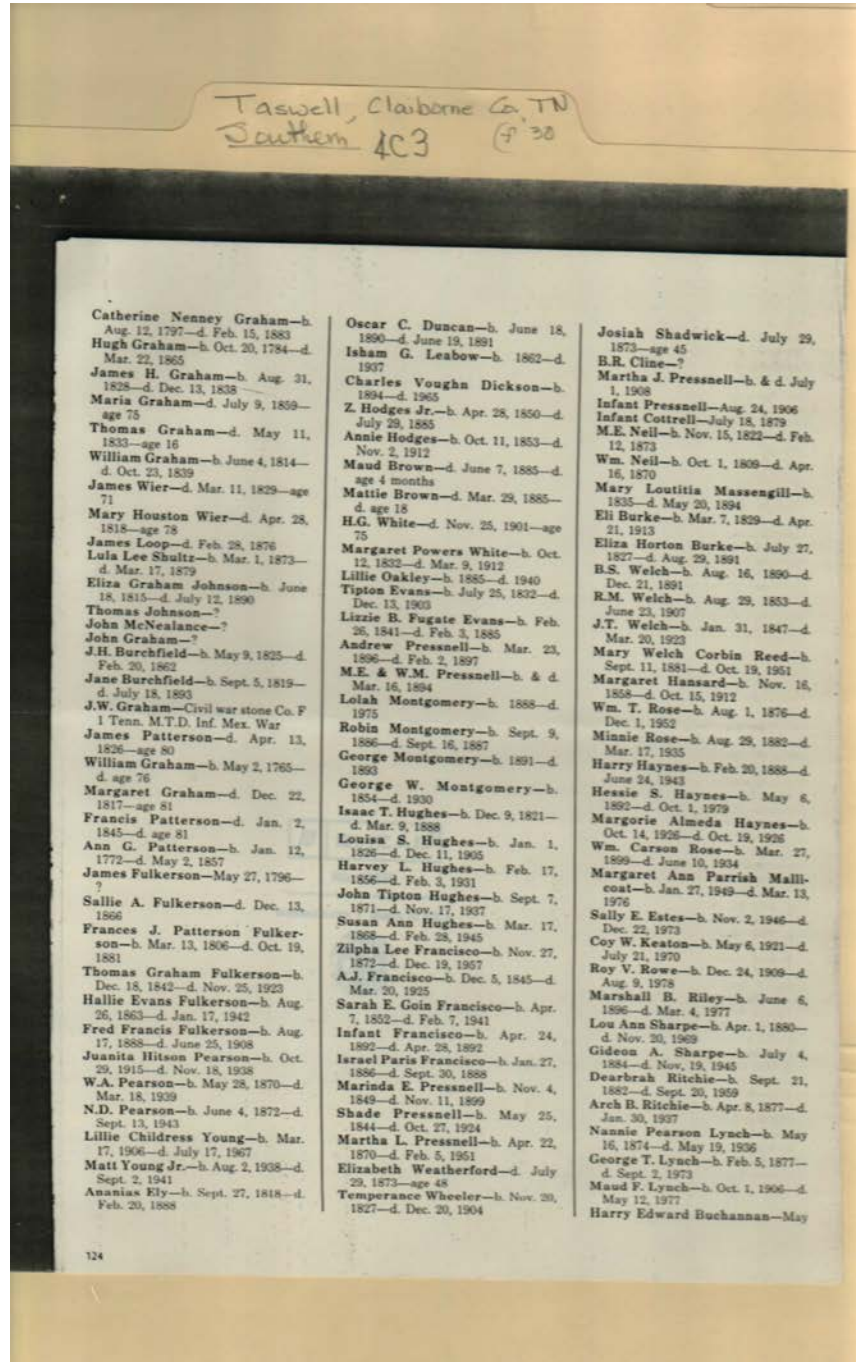 Taswell, Claiborne Co. TN
Southern 4C3 (f 30
Catherine Nenney Graham—b.
Aug. 12, 1797—d. Feb. 15, 1883
Hugh Graham—b. Oct. 20, 1784—d.
Mar. 22, 1865
James H. Graham—b. Aug. 31,
1828—d. Dec. 13, 1838
Maria Graham—d. July 9, 1859—
age 75
Thomas Graham—d. May 11,
1833—age 16
William Graham—b. June 4, 1814—
d. Oct. 23, 1839
James Wier—d. Mar. 11, 1829—age
71
Mary Houston Wier—d. Apr. 28,
1818—age 78
James Loop—d. Feb. 28, 1876
Lula Lee Shultz—b. Mar. 1, 1873—
d. Mar. 17, 1879
Eliza Graham Johnson—b. June
18, 1815—d. July 12, 1890
Thomas Johnson—?
John McNealance—?
John Graham—?
J.H. Burchfield—b. May 9, 1825—d.
Feb. 20, 1862
Jane Burchfield—b. Sept. 5, 1819—
d. July 18, 1893
J.W. Graham—Civil war stone Co. F
1 Tenn. M.T.D. Inf. Mex. War
James Patterson—d. Apr. 13,
1826—age 80
William Graham—b. May 2, 1765—
d. age 76
Margaret Graham—d. Dec. 22,
1817—age 81
Francis Patterson—d. Jan. 2,
1845—d. age 81
Ann G. Patterson—b. Jan. 12,
1772—d. May 2, 1857
James Fulkerson—May 27, 1796—
?
Sallie A. Fulkerson—d. Dec. 13,
1866
Frances J. Patterson Fulker-
son—b. Mar. 13, 1806—d. Oct. 19,
1881
Thomas Graham Fulkerson—b.
Dec. 18, 1842—d. Nov. 25, 1923
Hallie Evans Fulkerson—b. Aug.
26, 1863—d. Jan. 17, 1942
Fred Francis Fulkerson—b. Aug.
17, 1888—d. June 25, 1908
Juanita Hitson Pearson—b. Oct.
29, 1915—d. Nov. 18, 1938
W.A. Pearson—b. May 28, 1870—d.
Mar. 18, 1939
N.D. Pearson—b. June 4, 1872—d.
Sept. 13, 1943
Lillie Childress Young—b. Mar.
17, 1906—d. July 17, 1967
Matt Young Jr.—b. Aug. 2, 1938—d.
Sept. 2, 1941
Ananias Ely—b. Sept. 27, 1818—d.
Feb. 20, 1888
Oscar C. Duncan—b. June 18,
1890—d. June 19, 1891
Isham G. Leabow—b. 1862—d.
1937
Charles Voughn Dickson—b.
1894—d. 1965
Z. Hodges Jr.—b. Apr. 28, 1850—d.
July 29, 1885
Annie Hodges—b. Oct. 11, 1853—d.
Nov. 2, 1912
Maud Brown—d. June 7, 1885—d.
age 4 months
Mattie Brown—d. Mar. 29, 1885—
d. age 18
H.G. White—d. Nov. 25, 1901—age
75
Margaret Powers White—b. Oct.
12, 1832—d. Mar. 9, 1912
Lillie Oakley—b. 1885—d. 1940
Tipton Evans—b. July 25, 1832—d.
Dec. 13, 1903
Lizzie B. Fugate Evans—b. Feb.
26, 1841—d. Feb. 3, 1885
Andrew Pressnell—b. Mar. 23,
1896—d. Feb. 2, 1897
M.E. & W.M. Pressnell—b. & d.
Mar. 16, 1894
Lolah Montgomery—b. 1888—d.
1975
Robin Montgomery—b. Sept. 9,
1886—d. Sept. 16, 1887
George Montgomery—b. 1891—d.
1893
George W. Montgomery—b.
1854—d. 1930
Isaac T. Hughes—b. Dec. 9, 1821—
d. Mar. 9, 1888
Louisa S. Hughes—b. Jan. 1,
1826—d. Dec. 11, 1905
Harvey L. Hughes—b. Feb. 17,
1856—d. Feb. 3, 1931
John Tipton Hughes—b. Sept. 7,
1871—d. Nov. 17, 1937
Susan Ann Hughes—b. Mar. 17,
1868—d. Feb. 28, 1945
Zilpha Lee Francisco—b. Nov. 27,
1872—d. Dec. 19, 1957
A.J. Francisco—b. Dec. 5, 1845—d.
Mar. 20, 1925
Sarah E. Goin Francisco—b. Apr.
7, 1852—d. Feb. 7, 1941
Infant Francisco—b. Apr. 24,
1892—d. Apr. 28, 1892
Israel Paris Francisco—b. Jan. 27,
1886—d. Sept. 30, 1888
Marinda E. Pressnell—b. Nov. 4,
1849—d. Nov. 11, 1899
Shade Pressnell—b. May 25,
1844—d. Oct. 27, 1924
Martha L. Pressnell—b. Apr. 22,
1870—d. Feb. 5, 1951
Elizabeth Weatherford—d. July
29, 1873—age 48
Temperance Wheeler—b. Nov. 20,
1827—d. Dec. 20, 1904
Josiah Shadwick—d. July 29,
1873—age 45
B.R. Cline—?
Martha J. Pressnell—b. & d. July
1, 1908
Infant Pressnell—Aug. 24, 1906
Infant Cottrell—July 18, 1879
M.E. Neil—b. Nov. 15, 1822—d. Feb.
12, 1873
Wm. Neil—b. Oct. 1, 1809—d. Apr.
16, 1870
Mary Loutitia Massengill—b.
1835—d. May 20, 1894
Eli Burke—b. Mar. 7, 1829—d. Apr.
21, 1913
Eliza Horton Burke—b. July 27,
1827—d. Aug. 29, 1891
B.S. Welch—b. Aug. 16, 1890—d.
Dec. 21, 1891
R.M. Welch—b. Aug. 29, 1853—d.
June 23, 1907
J.T. Welch—b. Jan. 31, 1847—d.
Mar. 20, 1923
Mary Welch Corbin Reed—b.
Sept. 11, 1881—d. Oct. 19, 1951
Margaret Hansard—b. Nov. 16,
1858—d. Oct. 15, 1912
Wm. T. Rose—b. Aug. 1, 1876—d.
Dec. 1, 1952
Minnie Rose—b. Aug. 29, 1882—d.
Mar. 17, 1935
Harry Haynes—b. Feb. 20, 1888—d.
June 24, 1943
Hessie S. Haynes—b. May 6,
1892—d. Oct. 1, 1979
Margorie Almeda Haynes—b.
Oct. 14, 1926—d. Oct. 19, 1926
Wm. Carson Rose—b. Mar. 27,
1899—d. June 10, 1934
Margaret Ann Parrish Malli-
coat—b. Jan. 27, 1949—d. Mar. 13,
1976
Sally E. Estes—b. Nov. 2, 1946—d.
Dec. 22, 1973
Coy W. Keaton—b. May 6, 1921—d.
July 21, 1970
Roy V. Rowe—b. Dec. 24, 1909—d.
Aug. 9, 1978
Marshall B. Riley—b. June 6,
1896—d. Mar. 4, 1977
Lou Ann Sharpe—b. Apr. 1, 1880—
d. Nov. 20, 1969
Gideon A. Sharpe—b. July 4,
1884—d. Nov, 19, 1945
Dearbrah Ritchie—b. Sept. 21,
1882—d. Sept. 20, 1959
Arch B. Ritchie—b. Apr. 8, 1877—d.
Jan. 30, 1937
Nannie Pearson Lynch—b. May
16, 1874—d. May 19, 1936
George T. Lynch—b. Feb. 5, 1877—
d. Sept. 2, 1973
Maud F. Lynch—b. Oct. 1, 1906—d.
May 12, 1977
Harry Edward Buchannan—May
124